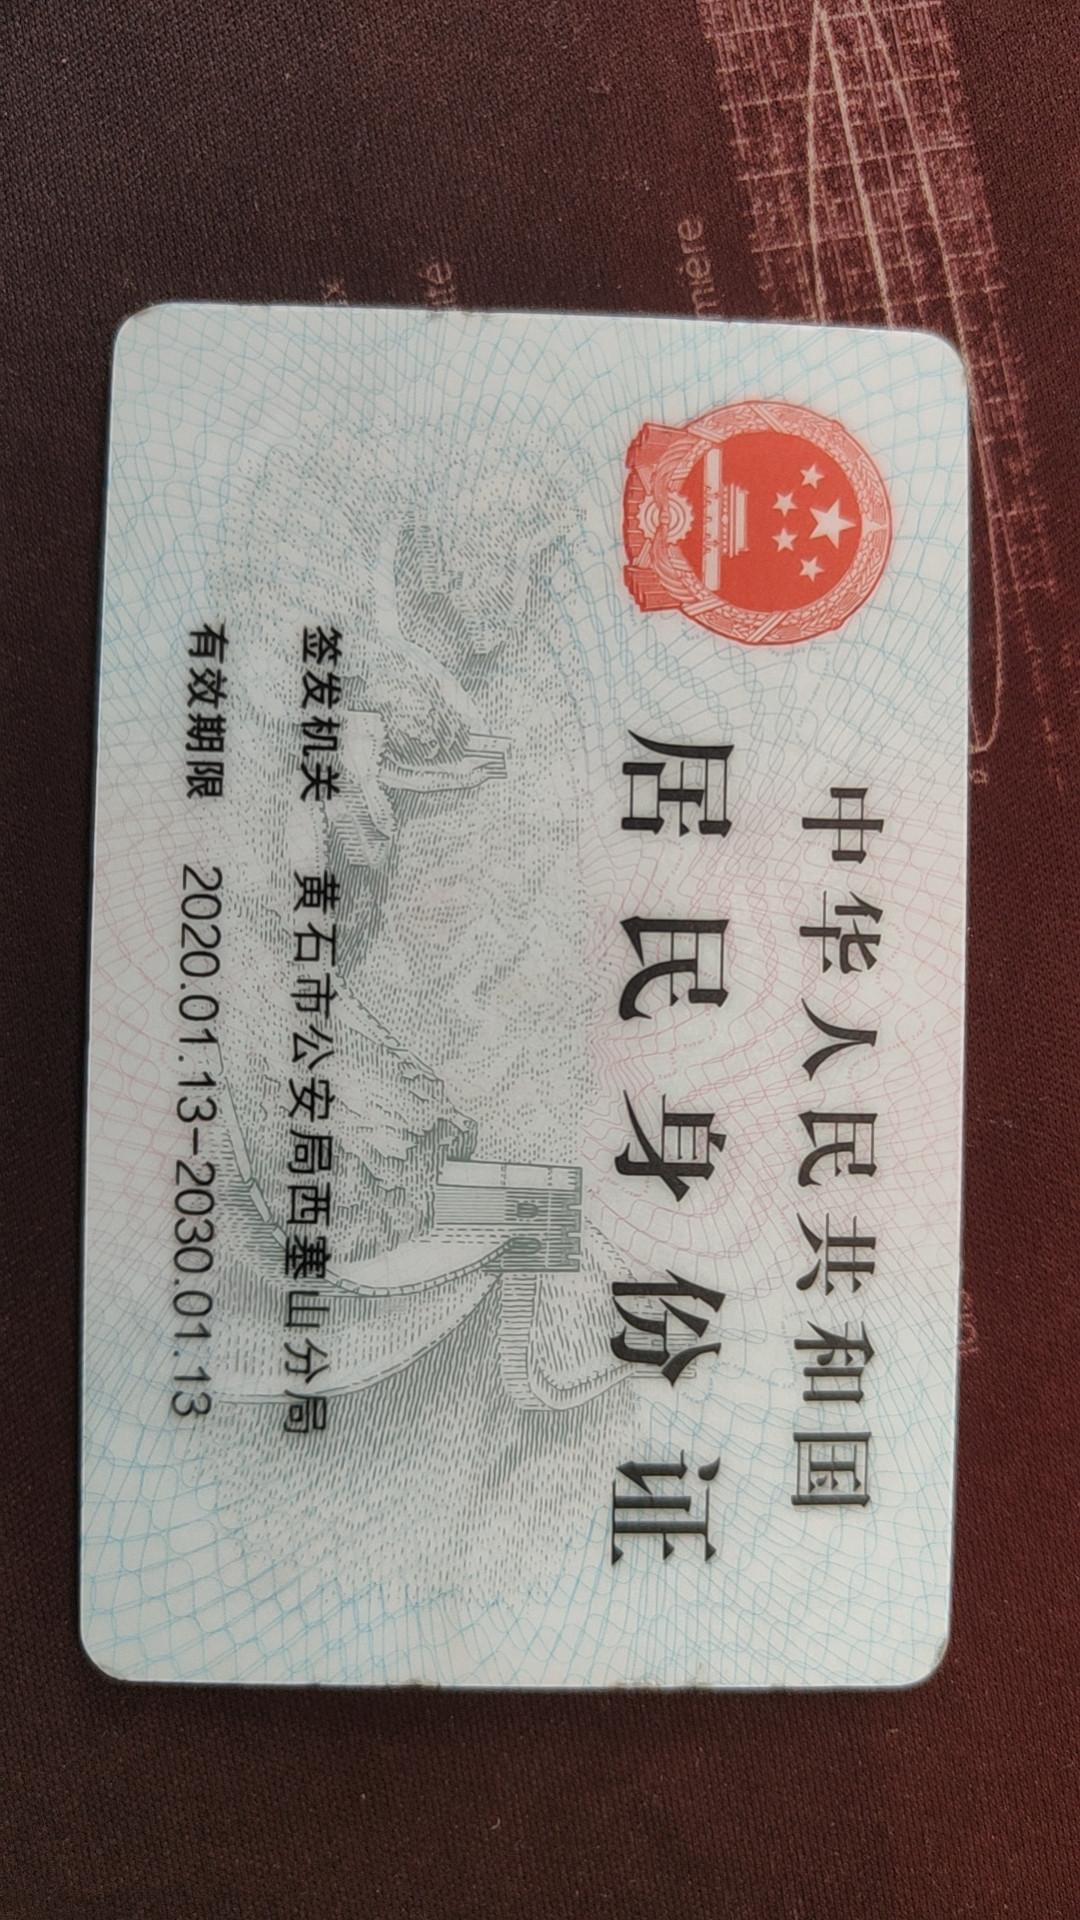 中华人民共和国
居民身份证
签发机关 黄石市公安局西塞山分局
有效期限 2020.01.13-2030.01.13
mière